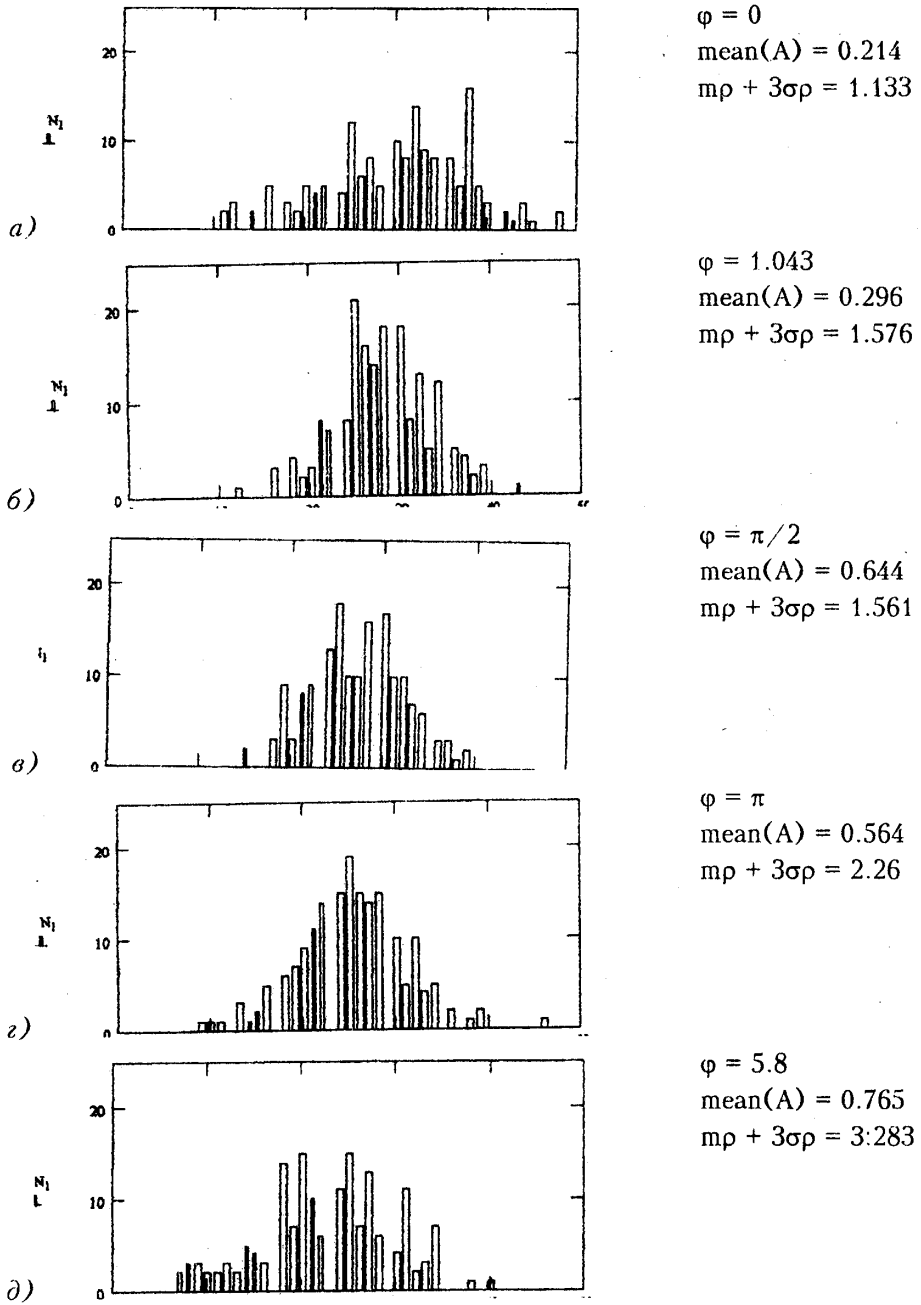 20
φ = 0
mean(A) = 0.214
mρ + 3σρ = 1.133
N₁
10
0
а)
φ = 1.043
mean(A) = 0.296
mρ + 3σρ = 1.576
20
N₁
10
0
б)
φ = π/2
mean(A) = 0.644
mρ + 3σρ = 1.561
20
10
0
в)
φ = π
mean(A) = 0.564
mρ + 3σρ = 2.26
20
N₁
10
0
г)
φ = 5.8
mean(A) = 0.765
mρ + 3σρ = 3:283
20
N₁
10
0
д)